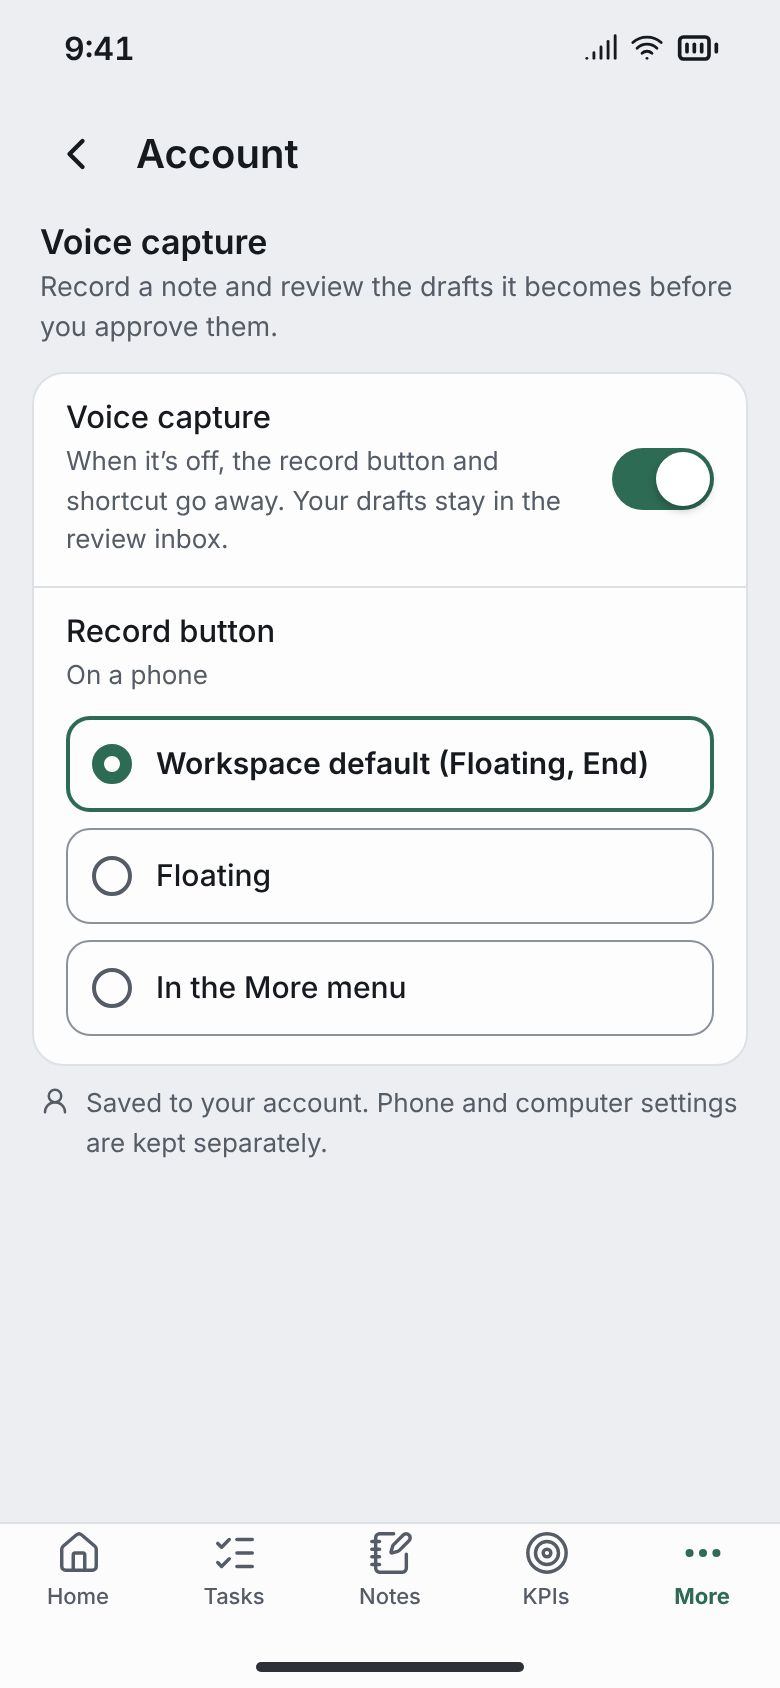 9:41
Account
Voice capture
Record a note and review the drafts it becomes before
you approve them.
Voice capture
When it’s off, the record button and
shortcut go away. Your drafts stay in the
review inbox.
Record button
On a phone
Workspace default (Floating, End)
Floating
In the More menu
Saved to your account. Phone and computer settings
are kept separately.
Home
Tasks
Notes
KPIs
More